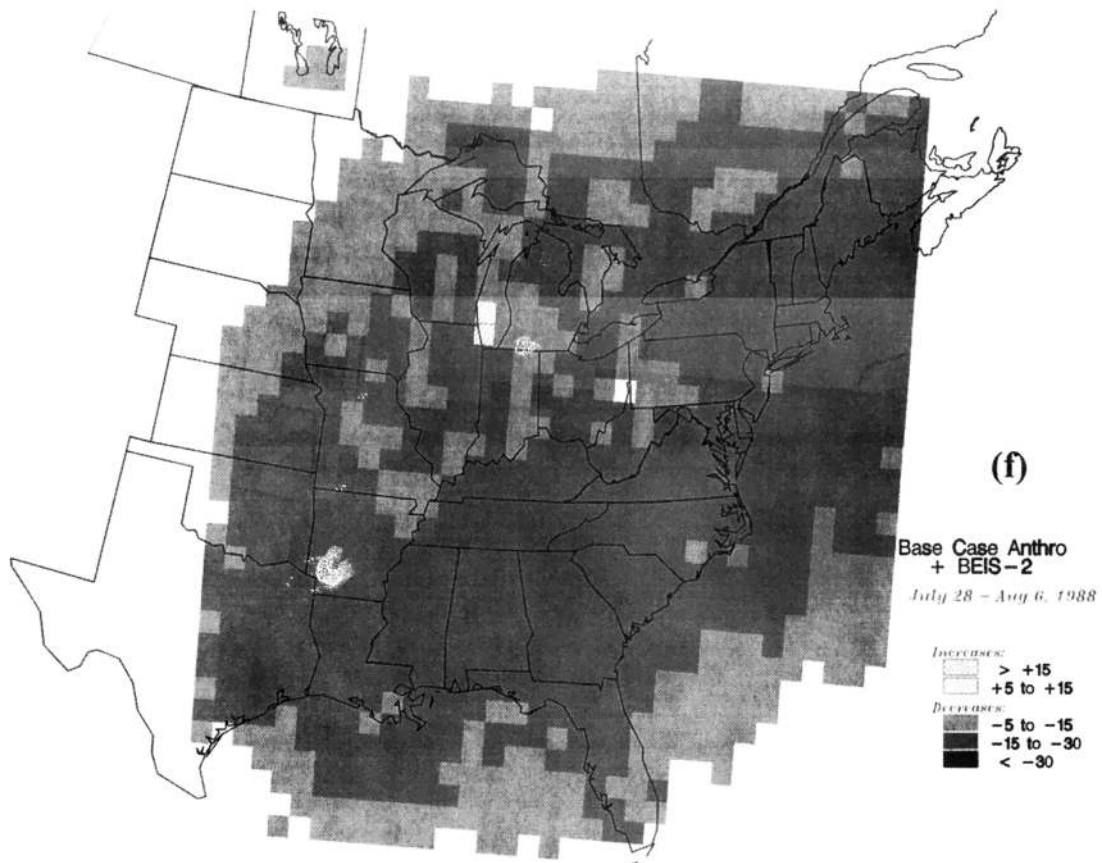 (f)
Base Case Anthro
+ BEIS-2
July 28 - Aug 6, 1988
Increases:
> +15
+5 to +15
Decreases:
-5 to -15
-15 to -30
< -30